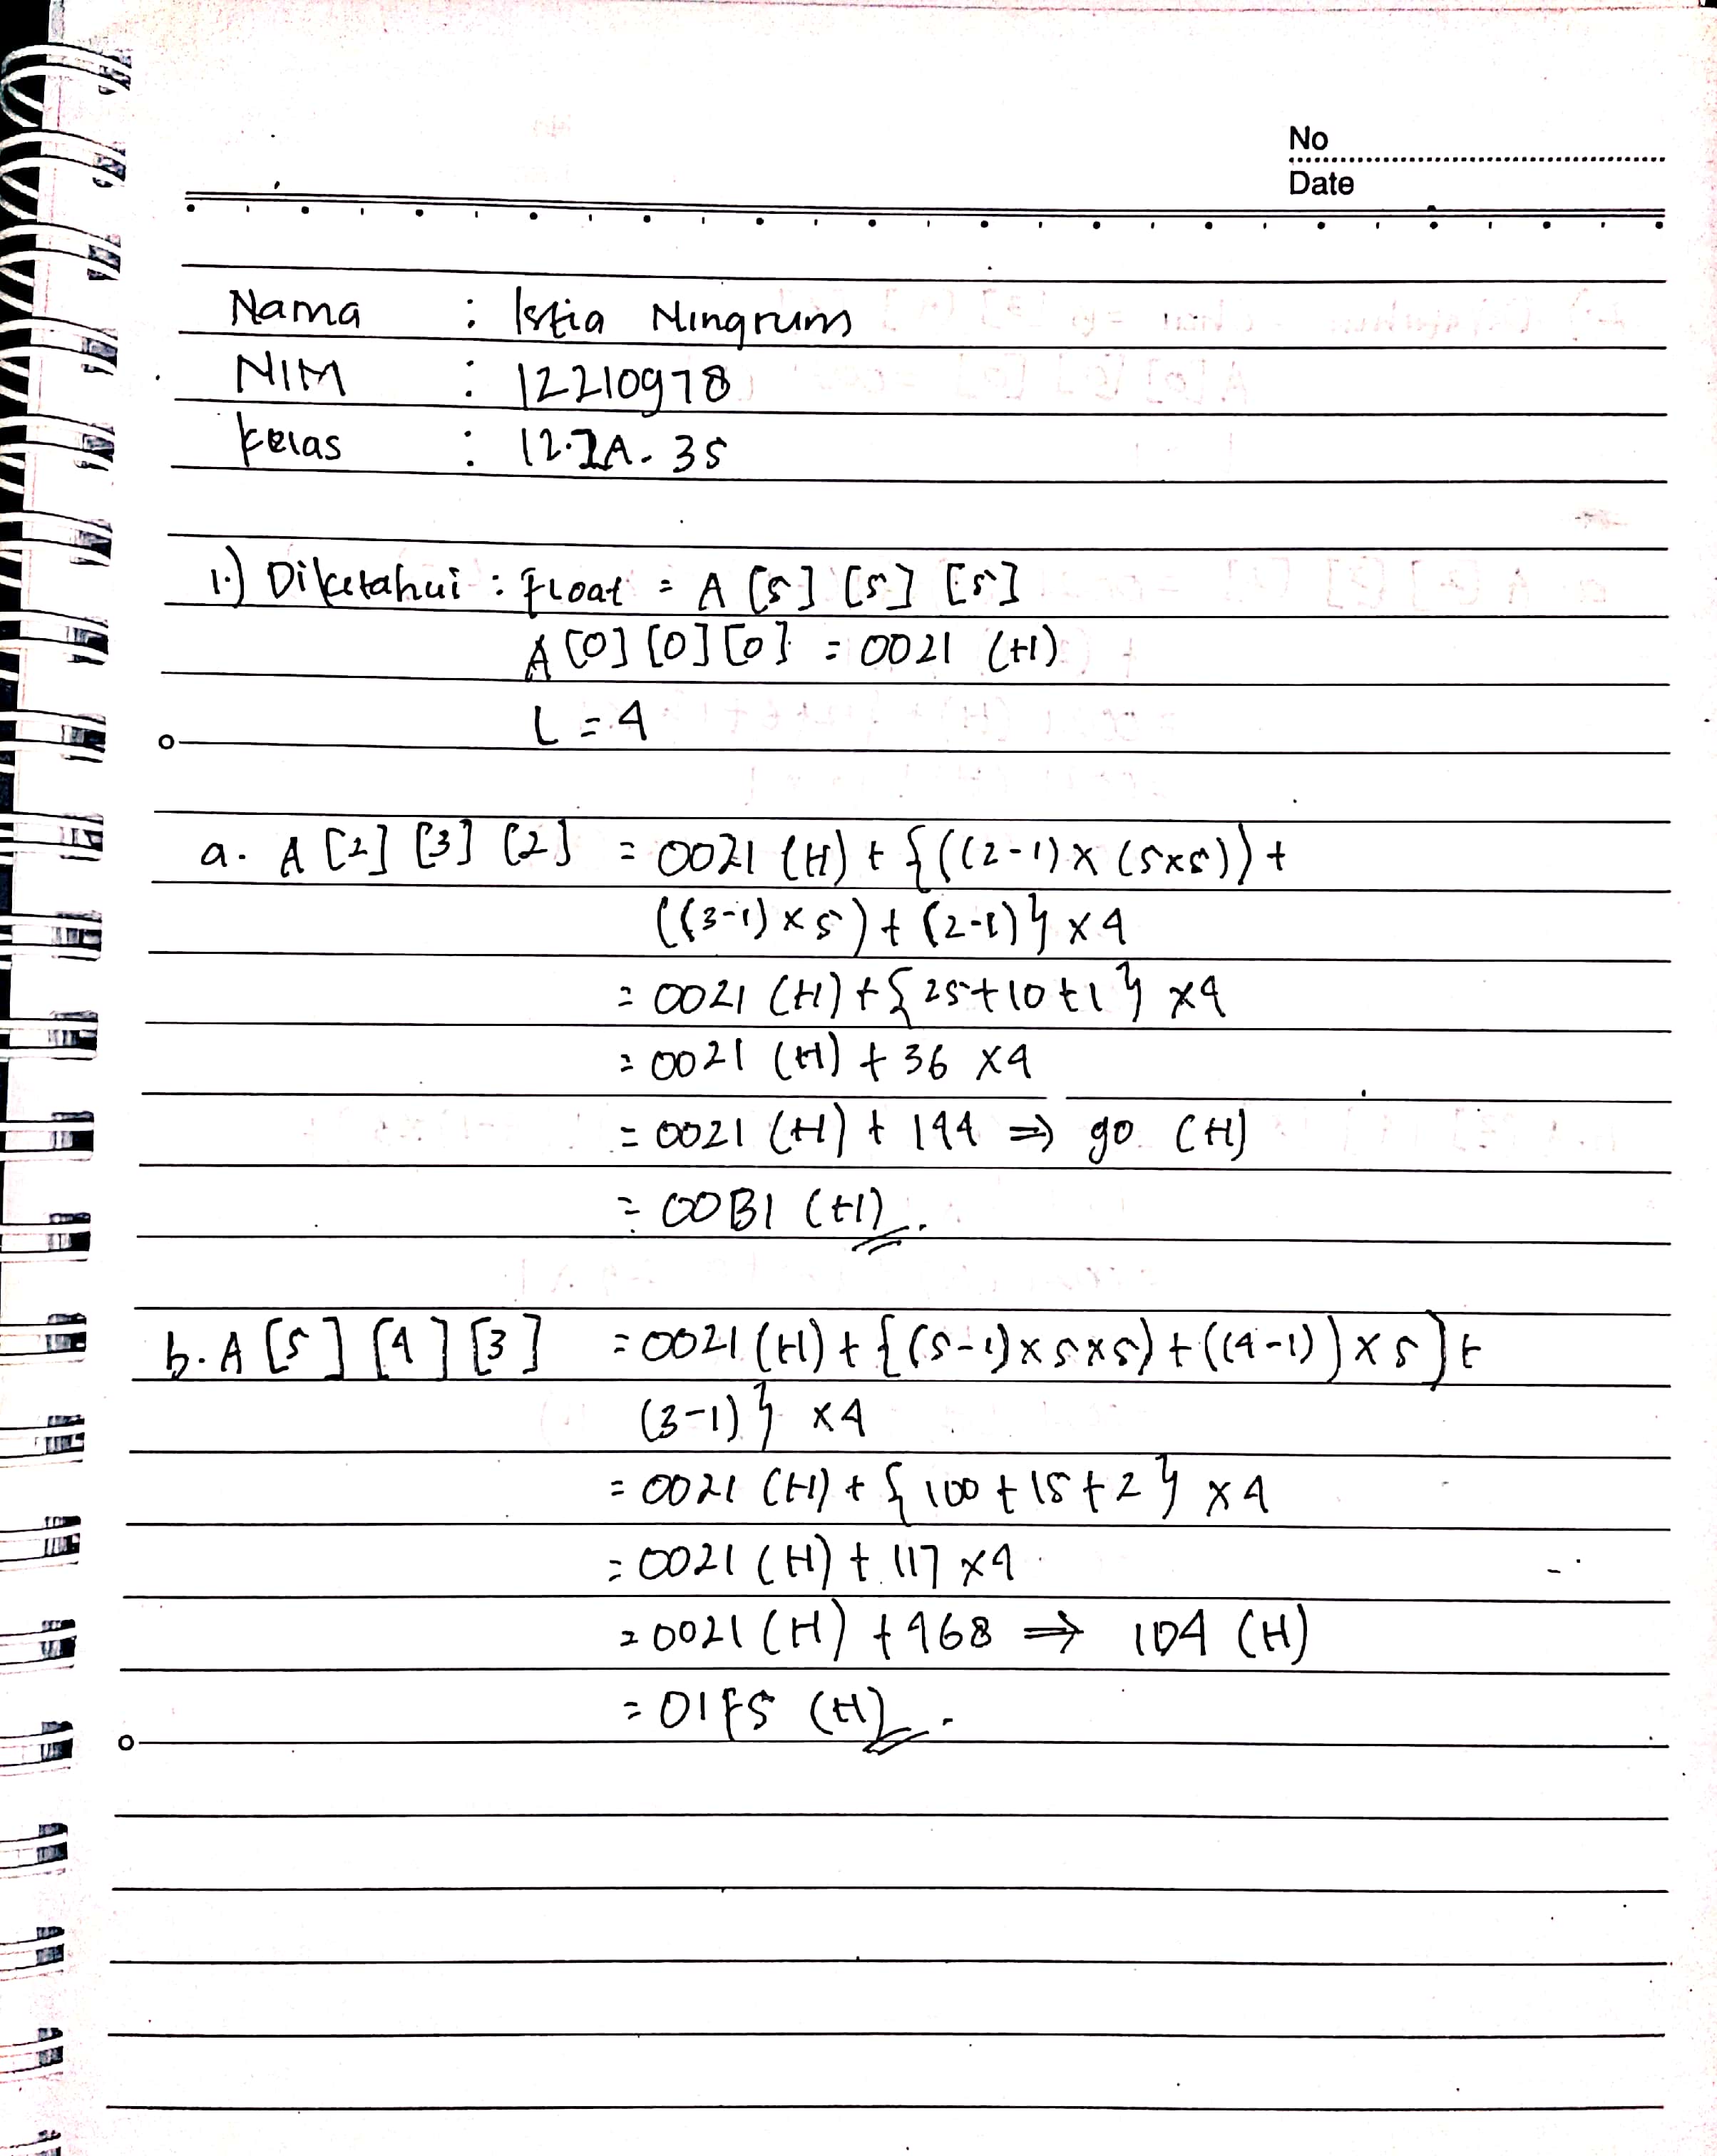 No
Date
Nama : Istia Ningrum
NIM : 12210978
Kelas : 12.2A.35
1.) Diketahui : Float = A [5] [5] [5]
A [0] [0] [0] = 0021 (H)
L = 4
a. A [2] [3] [2] = 0021 (H) + {((2-1) x (5x5)) +
((3-1) x 5) + (2-1)} x 4
= 0021 (H) + {25+10+1} x4
= 0021 (H) + 36 x4
= 0021 (H) + 144 ⇒ 90 (H)
= 00B1 (H).
b. A [5] [4] [3] = 0021 (H) + {(5-1) x 5x5) + ((4-1)) x 5] +
(3-1)} x4
= 0021 (H) + {100 + 15 + 2} x4
= 0021 (H) + 117 x4
= 0021 (H) + 468 ⇒ 1D4 (H)
= 01F5 (H).